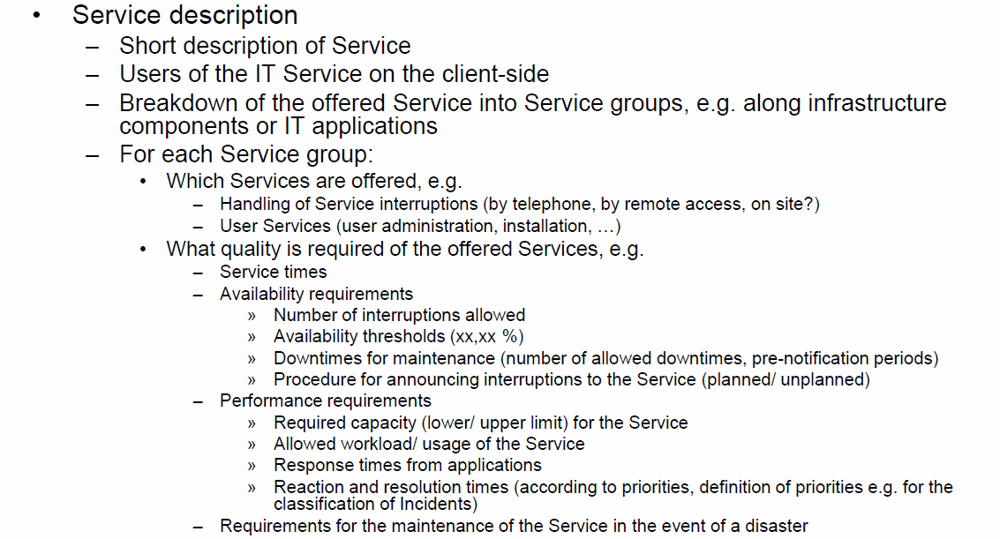 • Service description
– Short description of Service
– Users of the IT Service on the client-side
– Breakdown of the offered Service into Service groups, e.g. along infrastructure
components or IT applications
– For each Service group:
• Which Services are offered, e.g.
– Handling of Service interruptions (by telephone, by remote access, on site?)
– User Services (user administration, installation, …)
• What quality is required of the offered Services, e.g.
– Service times
– Availability requirements
» Number of interruptions allowed
» Availability thresholds (xx,xx %)
» Downtimes for maintenance (number of allowed downtimes, pre-notification periods)
» Procedure for announcing interruptions to the Service (planned/ unplanned)
– Performance requirements
» Required capacity (lower/ upper limit) for the Service
» Allowed workload/ usage of the Service
» Response times from applications
» Reaction and resolution times (according to priorities, definition of priorities e.g. for the
classification of Incidents)
– Requirements for the maintenance of the Service in the event of a disaster